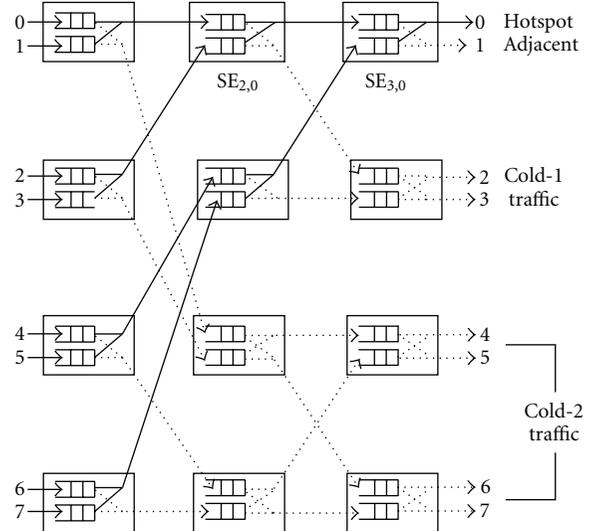 0 0 Hotspot
1 1 Adjacent
SE2,0 SE3,0
2 2 Cold-1
3 3 traffic
4 4
5 5
Cold-2
traffic
6 6
7 7